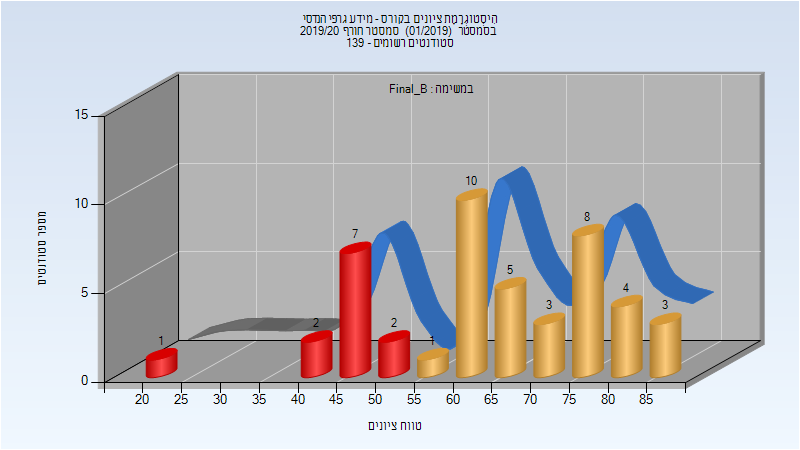 היסטוגרמת ציונים בקורס - מידע גרפי תנדסי
בסמסטר (01/2019) סמסטר חורף 2019/20
סטודנטים רשומים - 139
במשימה : Final_B
מספר סטודנטים
15
10
5
0
1
2
7
2
1
10
5
3
8
4
3
20 25 30 35 40 45 50 55 60 65 70 75 80 85
טווח ציונים